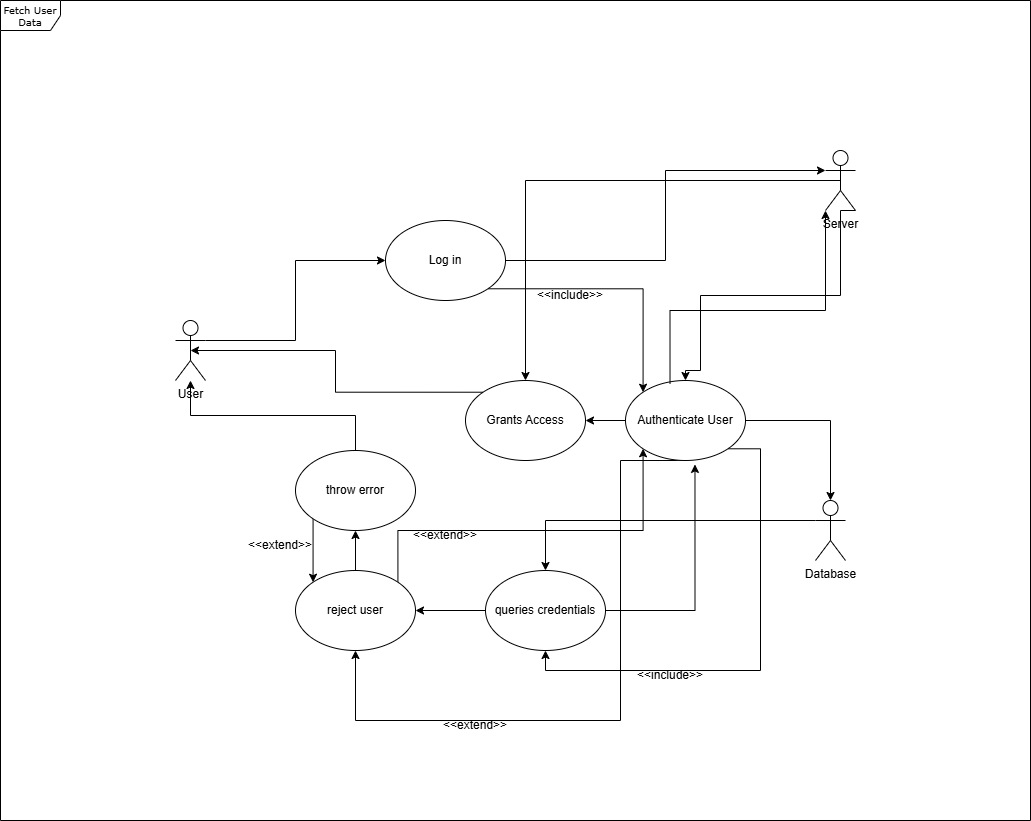 Fetch User
Data
Server
Log in
<<include>>
User
Grants Access
Authenticate User
throw error
<<extend>>
<<extend>>
Database
reject user
queries credentials
<<include>>
<<extend>>